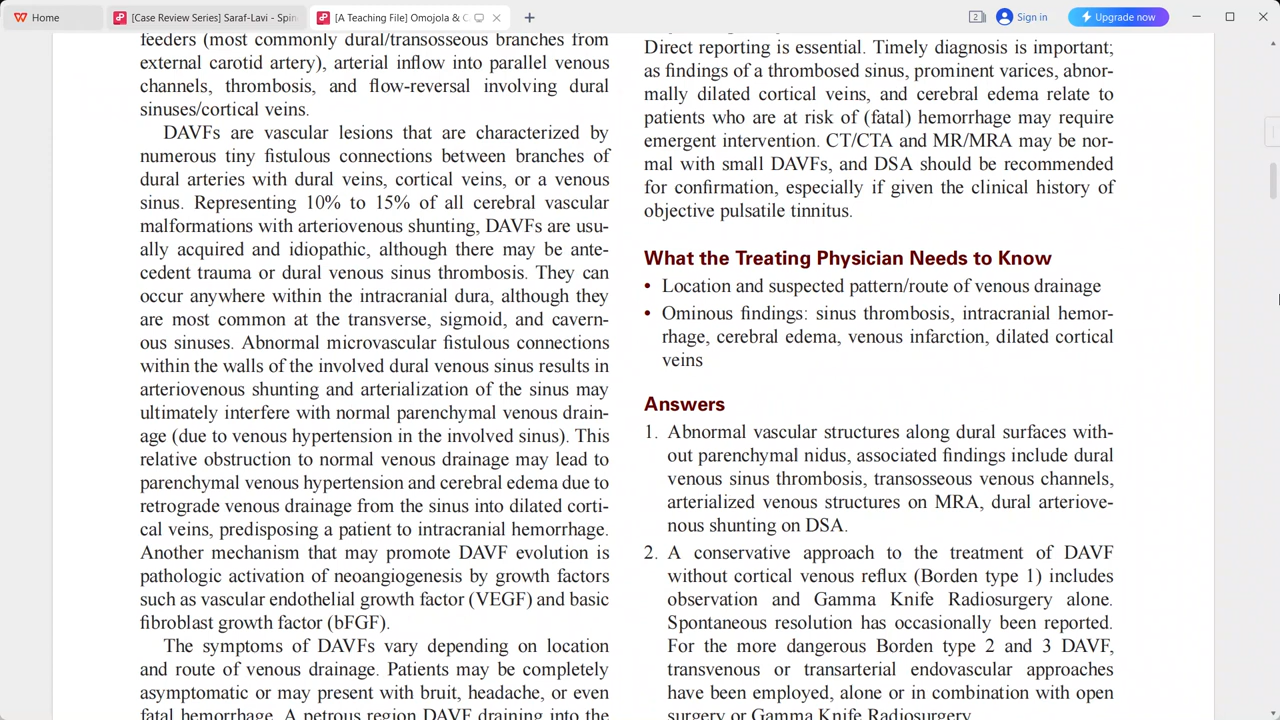 Home
[Case Review Series] Saraf-Lavi - Spin
[A Teaching File] Omojola & C
2
Sign in
Upgrade now
feeders (most commonly dural/transosseous branches from
external carotid artery), arterial inflow into parallel venous
channels, thrombosis, and flow-reversal involving dural
sinuses/cortical veins.
DAVFs are vascular lesions that are characterized by
numerous tiny fistulous connections between branches of
dural arteries with dural veins, cortical veins, or a venous
sinus. Representing 10% to 15% of all cerebral vascular
malformations with arteriovenous shunting, DAVFs are usu-
ally acquired and idiopathic, although there may be ante-
cedent trauma or dural venous sinus thrombosis. They can
occur anywhere within the intracranial dura, although they
are most common at the transverse, sigmoid, and cavern-
ous sinuses. Abnormal microvascular fistulous connections
within the walls of the involved dural venous sinus results in
arteriovenous shunting and arterialization of the sinus may
ultimately interfere with normal parenchymal venous drain-
age (due to venous hypertension in the involved sinus). This
relative obstruction to normal venous drainage may lead to
parenchymal venous hypertension and cerebral edema due to
retrograde venous drainage from the sinus into dilated corti-
cal veins, predisposing a patient to intracranial hemorrhage.
Another mechanism that may promote DAVF evolution is
pathologic activation of neoangiogenesis by growth factors
such as vascular endothelial growth factor (VEGF) and basic
fibroblast growth factor (bFGF).
The symptoms of DAVFs vary depending on location
and route of venous drainage. Patients may be completely
asymptomatic or may present with bruit, headache, or even
fatal hemorrhage. A petrous region DAVF draining into the
Direct reporting is essential. Timely diagnosis is important;
as findings of a thrombosed sinus, prominent varices, abnor-
mally dilated cortical veins, and cerebral edema relate to
patients who are at risk of (fatal) hemorrhage may require
emergent intervention. CT/CTA and MR/MRA may be nor-
mal with small DAVFs, and DSA should be recommended
for confirmation, especially if given the clinical history of
objective pulsatile tinnitus.
What the Treating Physician Needs to Know
• Location and suspected pattern/route of venous drainage
• Ominous findings: sinus thrombosis, intracranial hemor-
rhage, cerebral edema, venous infarction, dilated cortical
veins
Answers
1. Abnormal vascular structures along dural surfaces with-
out parenchymal nidus, associated findings include dural
venous sinus thrombosis, transosseous venous channels,
arterialized venous structures on MRA, dural arteriove-
nous shunting on DSA.
2. A conservative approach to the treatment of DAVF
without cortical venous reflux (Borden type 1) includes
observation and Gamma Knife Radiosurgery alone.
Spontaneous resolution has occasionally been reported.
For the more dangerous Borden type 2 and 3 DAVF,
transvenous or transarterial endovascular approaches
have been employed, alone or in combination with open
surgery or Gamma Knife Radiosurgery